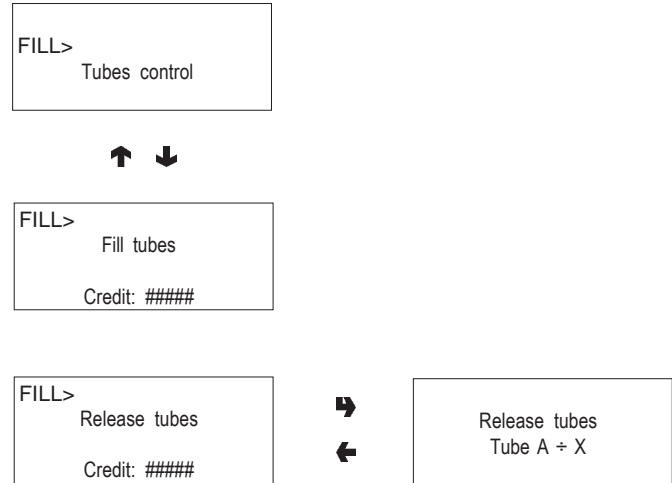 FILL>
Tubes control
FILL>
Fill tubes
Credit: #####
FILL>
Release tubes
Credit: #####
Release tubes
Tube A ÷ X